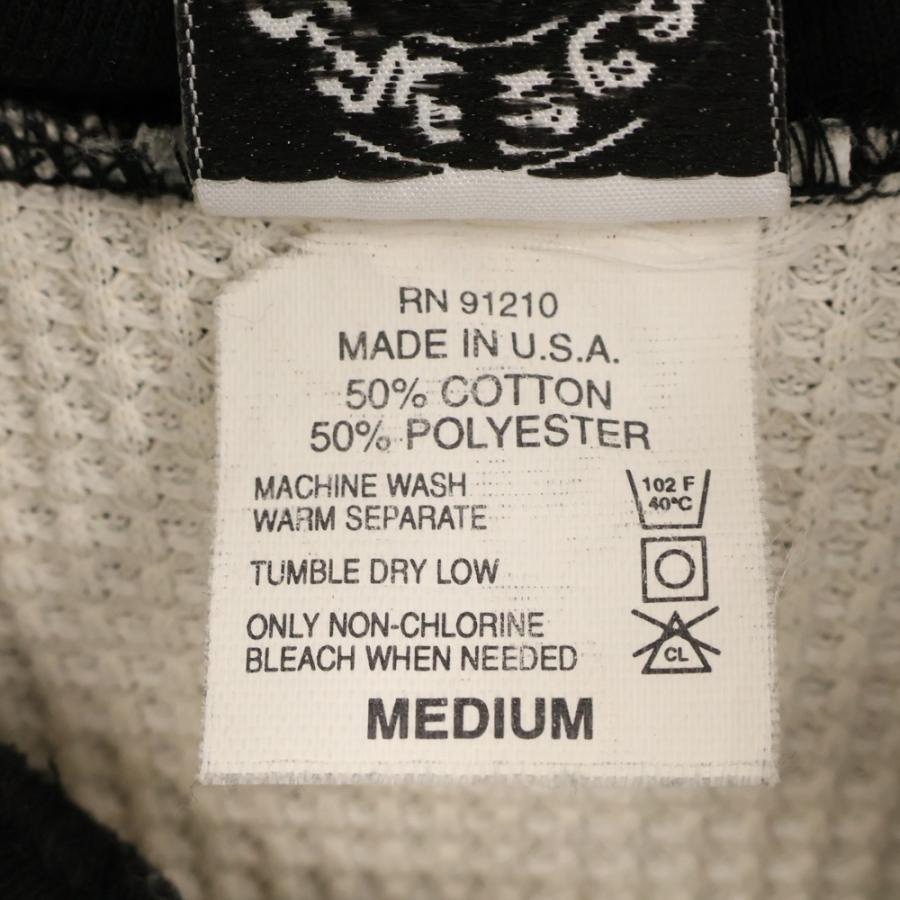 RN 91210
MADE IN U.S.A.
50% COTTON
50% POLYESTER
MACHINE WASH
WARM SEPARATE
102 F
40°C
TUMBLE DRY LOW
ONLY NON-CHLORINE
BLEACH WHEN NEEDED
CL
MEDIUM